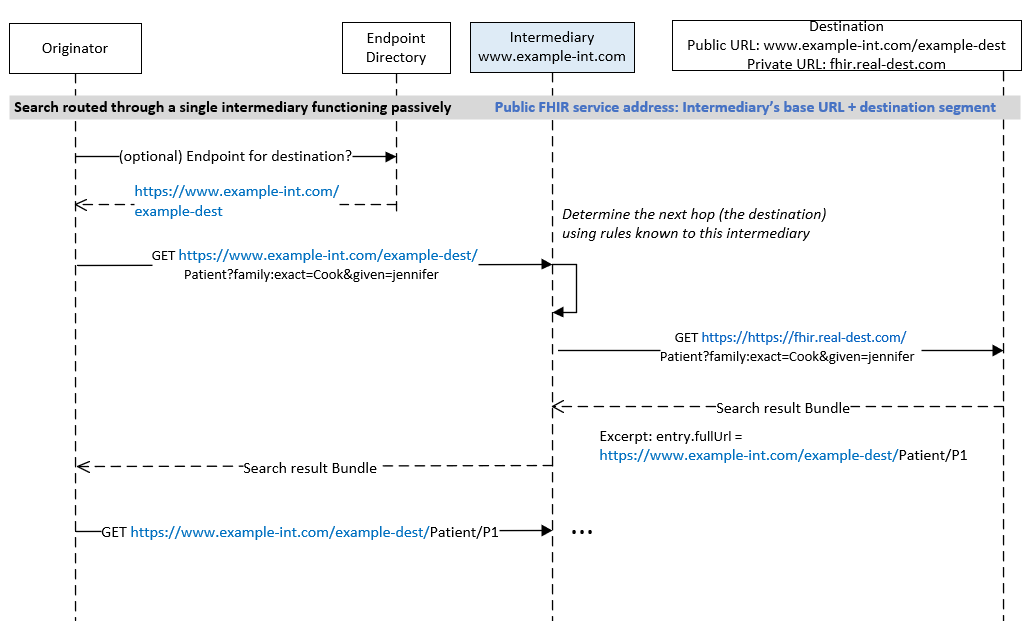 Originator
Endpoint
Directory
Intermediary
www.example-int.com
Destination
Public URL: www.example-int.com/example-dest
Private URL: fhir.real-dest.com
Search routed through a single intermediary functioning passively
Public FHIR service address: Intermediary’s base URL + destination segment
(optional) Endpoint for destination?
https://www.example-int.com/
example-dest
Determine the next hop (the destination)
using rules known to this intermediary
GET https://www.example-int.com/example-dest/
Patient?family:exact=Cook&given=jennifer
GET https://https://fhir.real-dest.com/
Patient?family:exact=Cook&given=jennifer
Search result Bundle
Excerpt: entry.fullUrl =
https://www.example-int.com/example-dest/Patient/P1
Search result Bundle
GET https://www.example-int.com/example-dest/Patient/P1
...